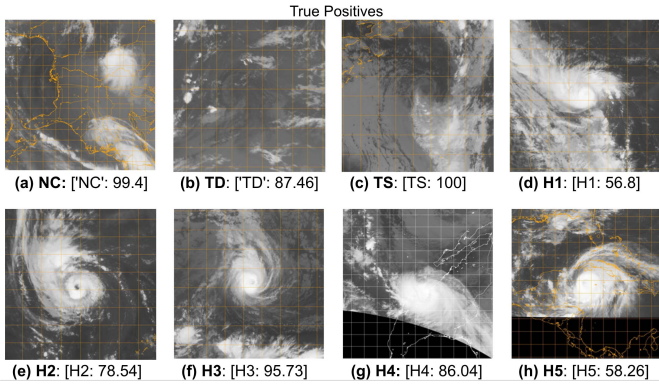 True Positives
(a) NC: ['NC': 99.4]
(b) TD: ['TD': 87.46]
(c) TS: [TS: 100]
(d) H1: [H1: 56.8]
(e) H2: [H2: 78.54]
(f) H3: [H3: 95.73]
(g) H4: [H4: 86.04]
(h) H5: [H5: 58.26]